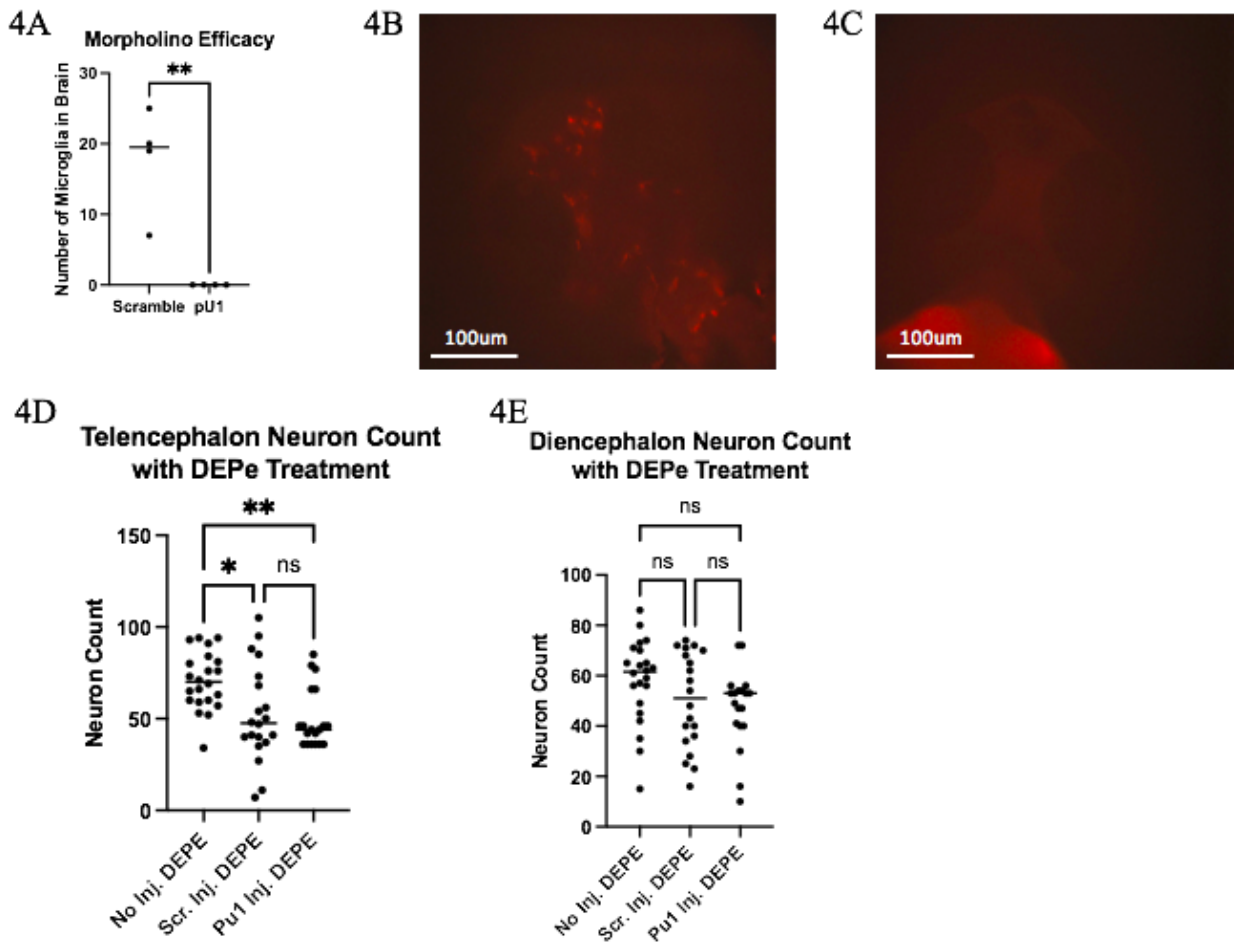 4A
Morpholino Efficacy
**
30
20
10
0
Number of Microglia in Brain
Scramble pU1
4B
100um
4C
100um
4D
Telencephalon Neuron Count
with DEPe Treatment
**
* ns
150
100
50
0
Neuron Count
No Inj. DEPE
Scr. Inj. DEPE
Pu1 Inj. DEPE
4E
Diencephalon Neuron Count
with DEPe Treatment
ns
ns ns
100
80
60
40
20
0
Neuron Count
No Inj. DEPE
Scr. Inj. DEPE
Pu1 Inj. DEPE